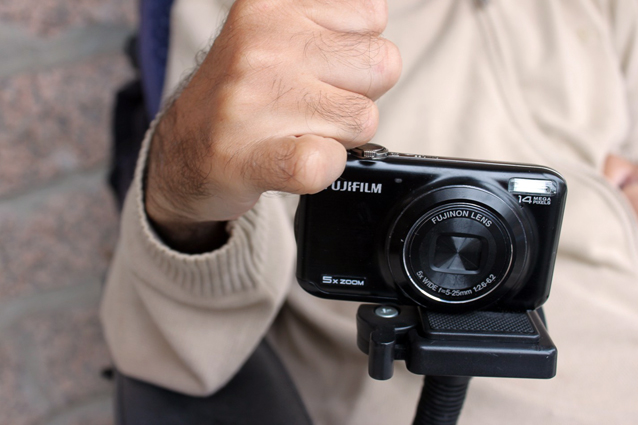 FUJIFILM
14 MEGA
PIXELS
FUJINON LENS
5x WIDE f=5-25mm 1:2.6-6.2
5x ZOOM